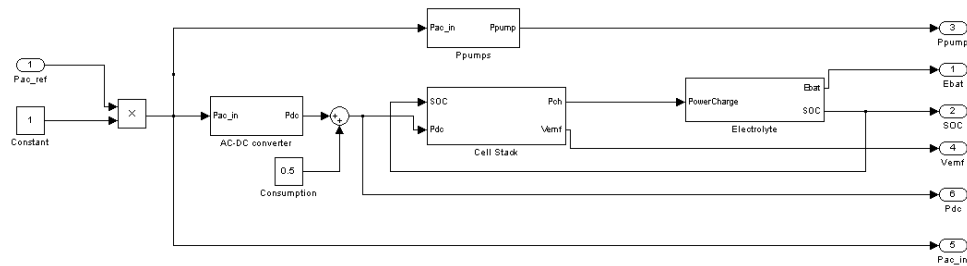 Pac_in Ppump
Ppumps
3
Ppump
1
Pac_ref
1
Ebat
1
Constant
×
Pac_in Pdc
AC-DC converter
+
+
0.5
Consumption
SOC Pch
Pdc Vemf
Cell Stack
PowerCharge Ebat
SOC
Electrolyte
2
SOC
4
Vemf
6
Pdc
5
Pac_in